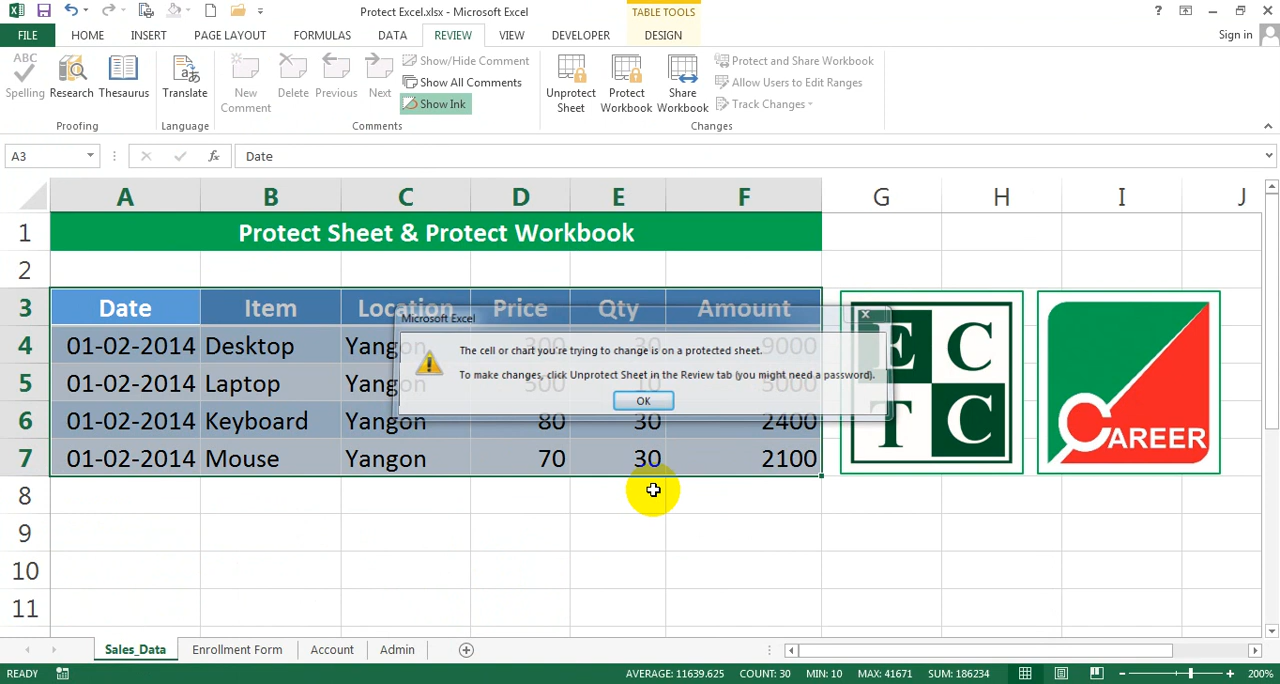 Protect Excel.xlsx - Microsoft Excel
TABLE TOOLS
?
Sign in
FILE HOME INSERT PAGE LAYOUT FORMULAS DATA REVIEW VIEW DEVELOPER DESIGN
ABC
Spelling Research Thesaurus
Proofing
Translate
Language
New Comment
Delete Previous Next
Show/Hide Comment
Show All Comments
Show Ink
Comments
Unprotect Sheet
Protect Workbook
Share Workbook
Protect and Share Workbook
Allow Users to Edit Ranges
Track Changes
Changes
A3 fx Date
A B C D E F G H I J
1 Protect Sheet & Protect Workbook
2
3 Date Item Location Price Qty Amount
4 01-02-2014 Desktop Yangon 300 30 9000
5 01-02-2014 Laptop Yangon 500 10 5000
6 01-02-2014 Keyboard Yangon 80 30 2400
7 01-02-2014 Mouse Yangon 70 30 2100
8
9
10
11
Microsoft Excel
The cell or chart you're trying to change is on a protected sheet.
To make changes, click Unprotect Sheet in the Review tab (you might need a password).
OK
E C
T C
CAREER
Sales_Data Enrollment Form Account Admin
READY
AVERAGE: 11639.625 COUNT: 30 MIN: 10 MAX: 41671 SUM: 186234
200%